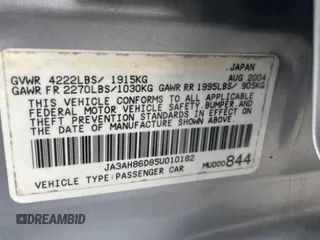 JAPAN
GVWR 4222LBS/ 1915KG AUG 2004
GAWR FR 2270LBS/1030KG GAWR RR 1995LBS/ 905KG
THIS VEHICLE CONFORMS TO ALL APPLICABLE
FEDERAL MOTOR VEHICLE SAFETY, BUMPER, AND
THEFT PREVENTION STANDARDS IN EFFECT ON
THE DATE OF MANUFACTURE SHOWN ABOVE.
JA3AH86D85U010182 MU000844
VEHICLE TYPE: PASSENGER CAR
©DREAMBID
DREAMBID.COM